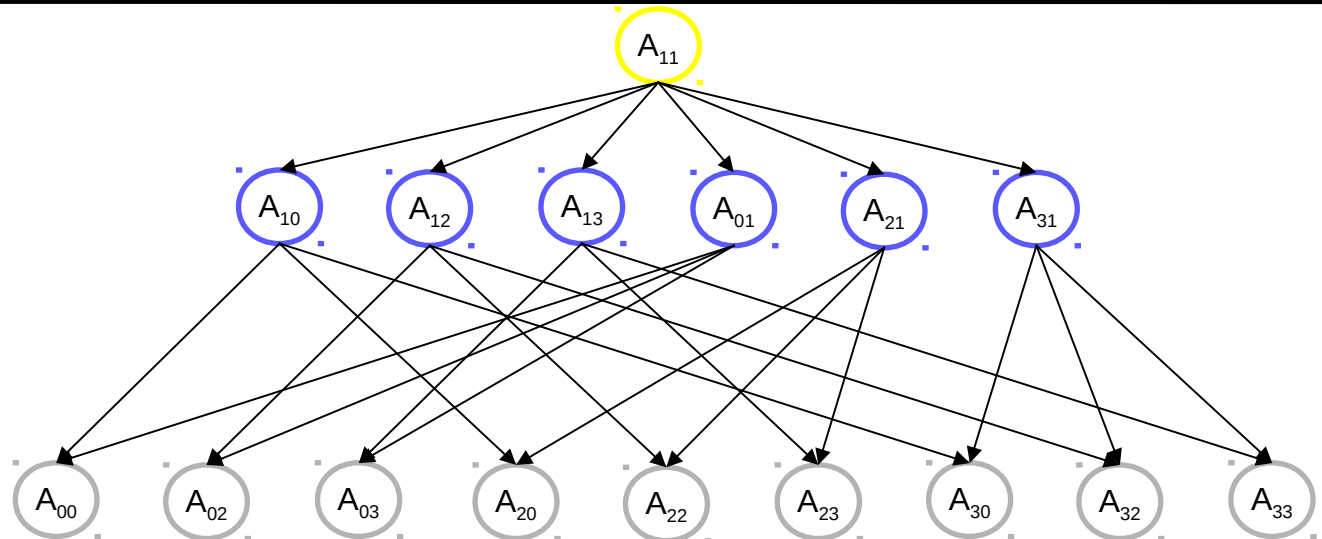 A₁₁
A₁₀ A₁₂ A₁₃ A₀₁ A₂₁ A₃₁
A₀₀ A₀₂ A₀₃ A₂₀ A₂₂ A₂₃ A₃₀ A₃₂ A₃₃